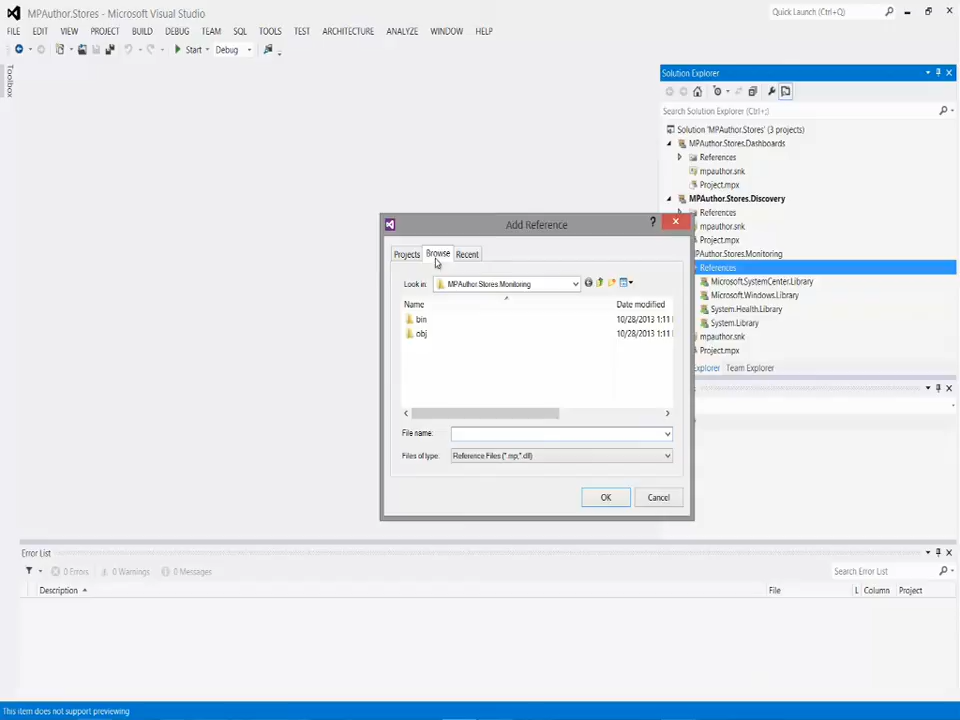 MPAuthor.Stores - Microsoft Visual Studio
Quick Launch (Ctrl+Q)
FILE EDIT VIEW PROJECT BUILD DEBUG TEAM SQL TOOLS TEST ARCHITECTURE ANALYZE WINDOW HELP
Start Debug
Toolbox
Solution Explorer
Search Solution Explorer (Ctrl+;)
Solution 'MPAuthor.Stores' (3 projects)
MPAuthor.Stores.Dashboards
References
mpauthor.snk
Project.mpx
MPAuthor.Stores.Discovery
References
mpauthor.snk
Project.mpx
MPAuthor.Stores.Monitoring
References
Microsoft.SystemCenter.Library
Microsoft.Windows.Library
System.Health.Library
System.Library
mpauthor.snk
Project.mpx
Explorer Team Explorer
Add Reference
?
Projects Browse Recent
Look in: MPAuthor.Stores.Monitoring
Name Date modified
bin 10/28/2013 1:11
obj 10/28/2013 1:11
File name:
Files of type: Reference Files (*.mp;*.dll)
OK Cancel
Error List
0 Errors 0 Warnings 0 Messages
Search Error List
Description File L Column Project
This item does not support previewing